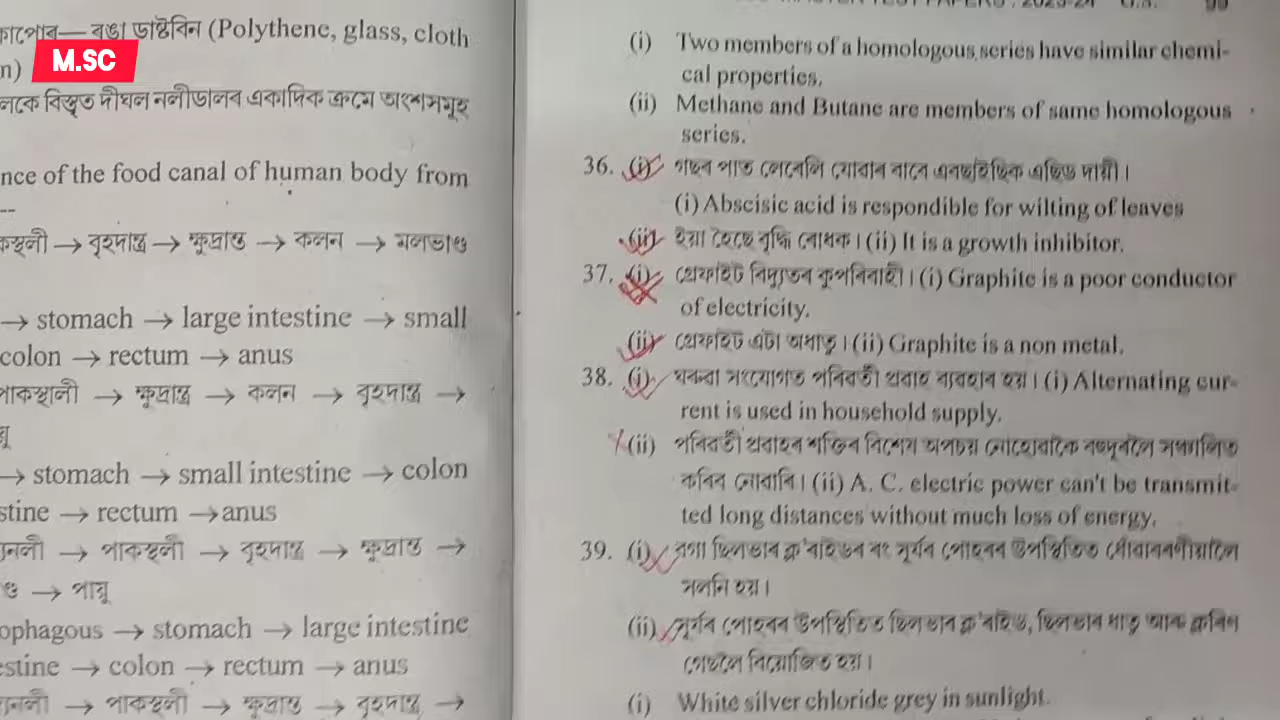 কাপোৰ— ৰঙা ডাষ্টবিন (Polythene, glass, cloth
n)
M.SC
লকে বিস্তৃত দীঘল নলীডালৰ একাদিক ক্ৰমে অংশসমূহ
nce of the food canal of human body from
--
কস্থলী → বৃহদান্ত্ৰ → ক্ষুদ্ৰান্ত্ৰ → কলন → মলভাণ্ড
→ stomach → large intestine → small
colon → rectum → anus
পাকস্থলী → ক্ষুদ্ৰান্ত্ৰ → কলন → বৃহদান্ত্ৰ →
→ stomach → small intestine → colon
stine → rectum →anus
→ পাকস্থলী → বৃহদান্ত্ৰ → ক্ষুদ্ৰান্ত্ৰ →
→ পায়ু
ophagous → stomach → large intestine
estine → colon → rectum → anus
→ পাকস্থলী → ক্ষুদ্ৰান্ত্ৰ → বৃহদান্ত্ৰ →
(i) Two members of a homologous series have similar chemi-
cal properties.
(ii) Methane and Butane are members of same homologous
series.
36. (i) গছৰ পাত লেৰেলি যোৱাৰ বাবে এবছাইছিক এছিড দায়ী।
(i) Abscisic acid is respondible for wilting of leaves
(ii) ইয়া হৈছে বৃদ্ধি ৰোধক। (ii) It is a growth inhibitor.
37. (i) গ্ৰেফাইট বিদ্যুতৰ কুপৰিবাহী। (i) Graphite is a poor conductor
of electricity.
(ii) গ্ৰেফাইট এটা অধাতু। (ii) Graphite is a non metal.
38. (i) ঘৰুৱা সংযোগত পৰিবৰ্তী প্ৰবাহ ব্যৱহাৰ হয়। (i) Alternating cur-
rent is used in household supply.
(ii) পৰিবৰ্তী প্ৰবাহৰ শক্তিৰ বিশেষ অপচয় নোহোৱাকৈ বহুদূৰলৈ সঞ্চালিত
কৰিব নোৱাৰি। (ii) A. C. electric power can't be transmit-
ted long distances without much loss of energy.
39. (i) বগা ছিলভাৰ ক্ল'ৰাইডৰ ৰং সূৰ্যৰ পোহৰৰ উপস্থিতিত ধোঁৱাবৰণীয়ালৈ
সলনি হয়।
(ii) সূৰ্যৰ পোহৰৰ উপস্থিতিত ছিলভাৰ ক্ল'ৰাইড, ছিলভাৰ ধাতু আৰু ক্লৰিণ
গেছলৈ বিয়োজিত হয়।
(i) White silver chloride grey in sunlight.